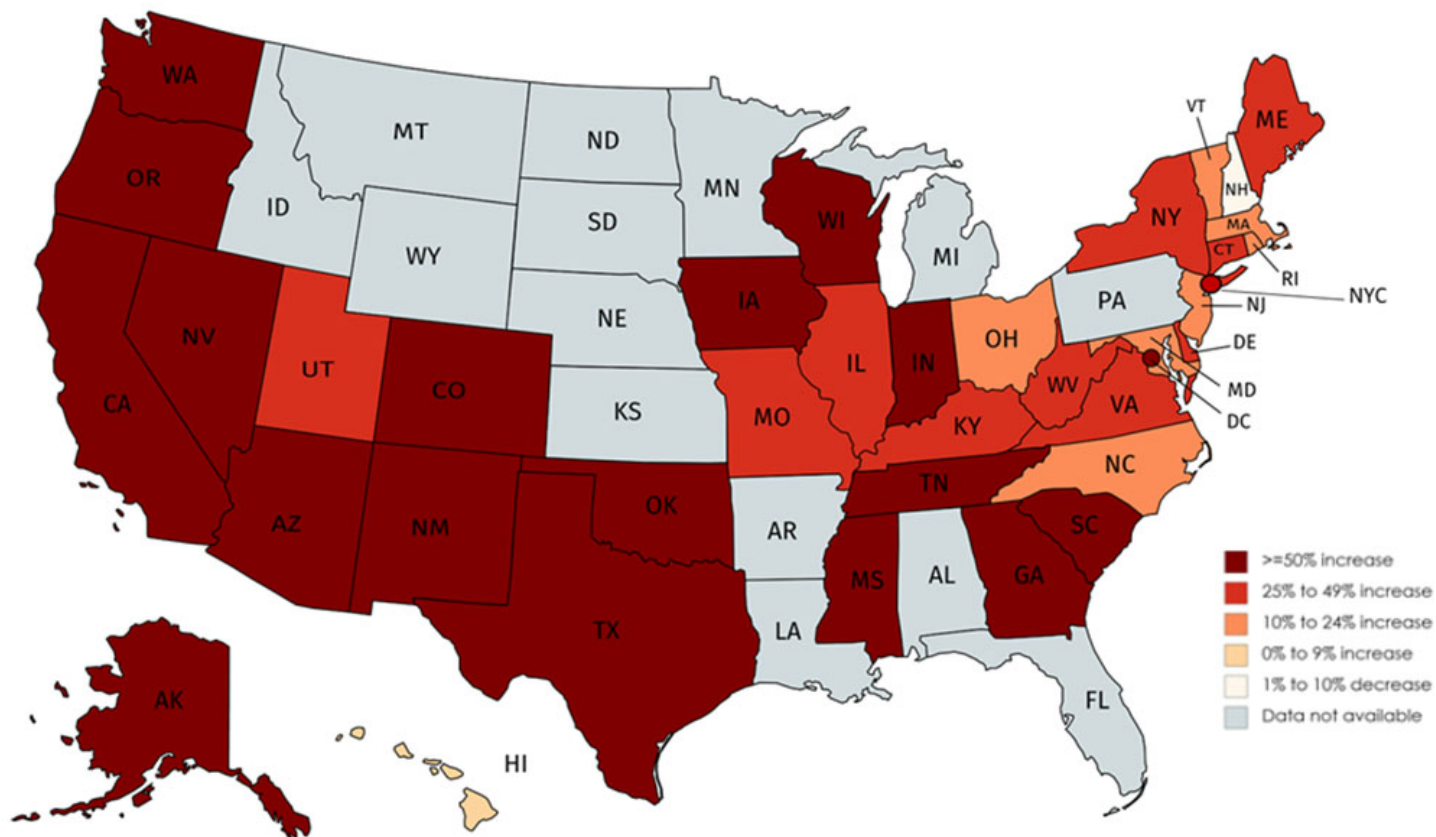 WA
MT
ND
MN
VT
ME
OR
ID
SD
WI
NY
NH
MA
CT
WY
MI
RI
NYC
NV
UT
CO
NE
IA
IL
IN
OH
PA
NJ
DE
CA
KS
MO
KY
WV
VA
MD
DC
AZ
NM
OK
AR
TN
NC
SC
TX
LA
MS
AL
GA
FL
AK
HI
>=50% increase
25% to 49% increase
10% to 24% increase
0% to 9% increase
1% to 10% decrease
Data not available